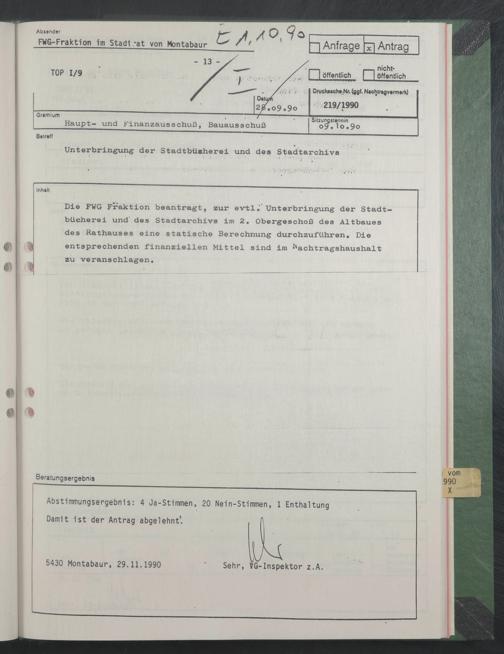 Absender
FWG-Fraktion im Stadtrat von Montabaur
E 1.10.90
Anfrage x Antrag
- 13 -
TOP I/9
I
öffentlich
nicht-
öffentlich
Datum
28.09.90
Drucksache Nr. (ggf. Nachtragvermerk)
219/1990
Gremium
Haupt- und Finanzausschuß, Bauausschuß
Sitzungstermin
09.10.90
Betreff
Unterbringung der Stadtbücherei und des Stadtarchivs
Inhalt
Die FWG Fraktion beantragt, zur evtl. Unterbringung der Stadt-
bücherei und des Stadtarchivs im 2. Obergeschoß des Altbaues
des Rathauses eine statische Berechnung durchzuführen. Die
entsprechenden finanziellen Mittel sind im Nachtragshaushalt
zu veranschlagen.
Beratungsergebnis
Abstimmungsergebnis: 4 Ja-Stimmen, 20 Nein-Stimmen, 1 Enthaltung
Damit ist der Antrag abgelehnt.
5430 Montabaur, 29.11.1990
Sehr, VG-Inspektor z.A.
vom
990
X